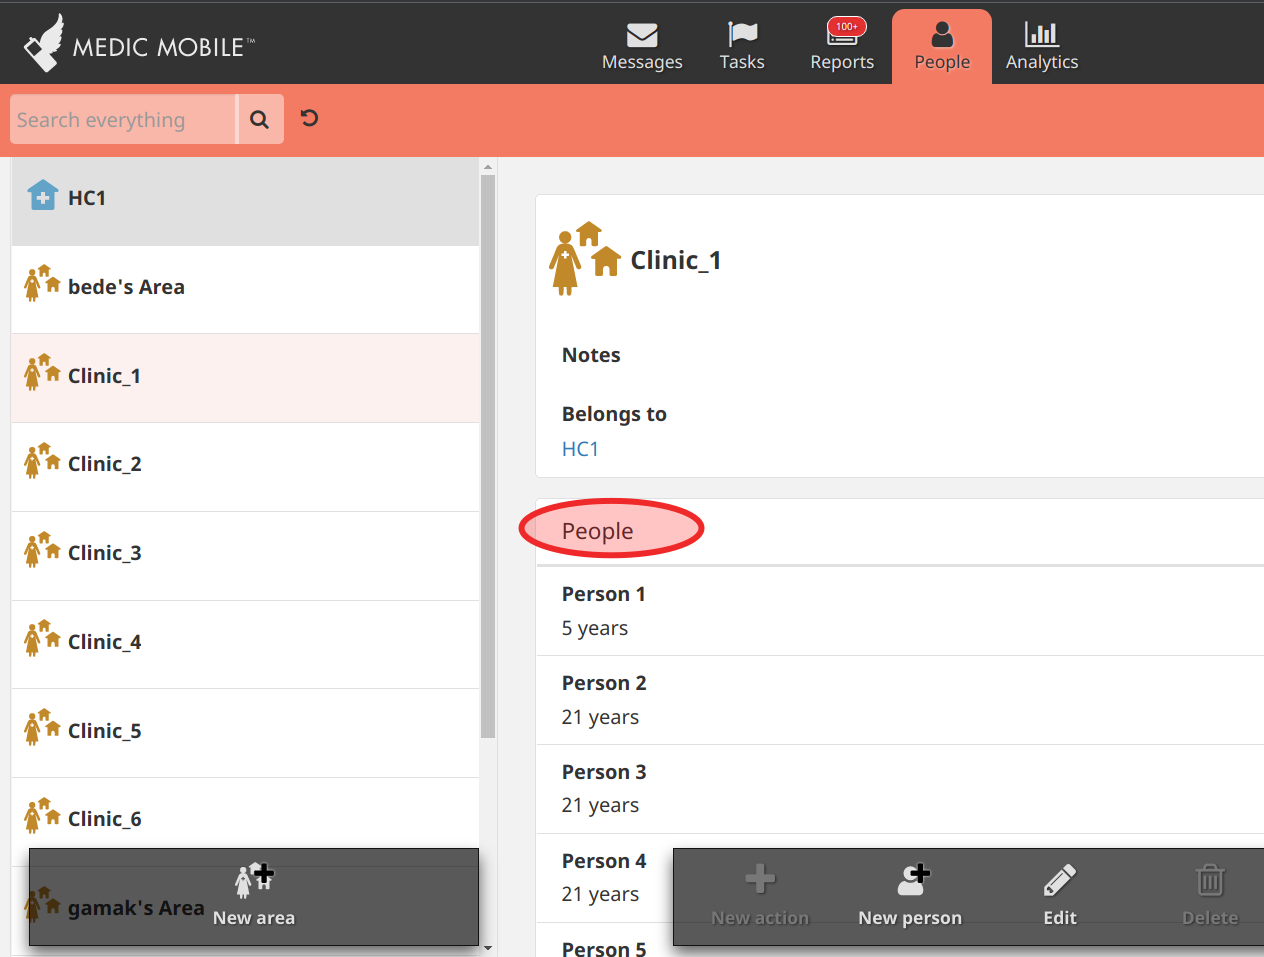 MEDIC MOBILE™
Messages
Tasks
100+
Reports
People
Analytics
Search everything
HC1
bede's Area
Clinic_1
Clinic_2
Clinic_3
Clinic_4
Clinic_5
Clinic_6
gamak's Area
New area
Clinic_1
Notes
Belongs to
HC1
People
Person 1
5 years
Person 2
21 years
Person 3
21 years
Person 4
21 years
Person 5
New action
New person
Edit
Delete